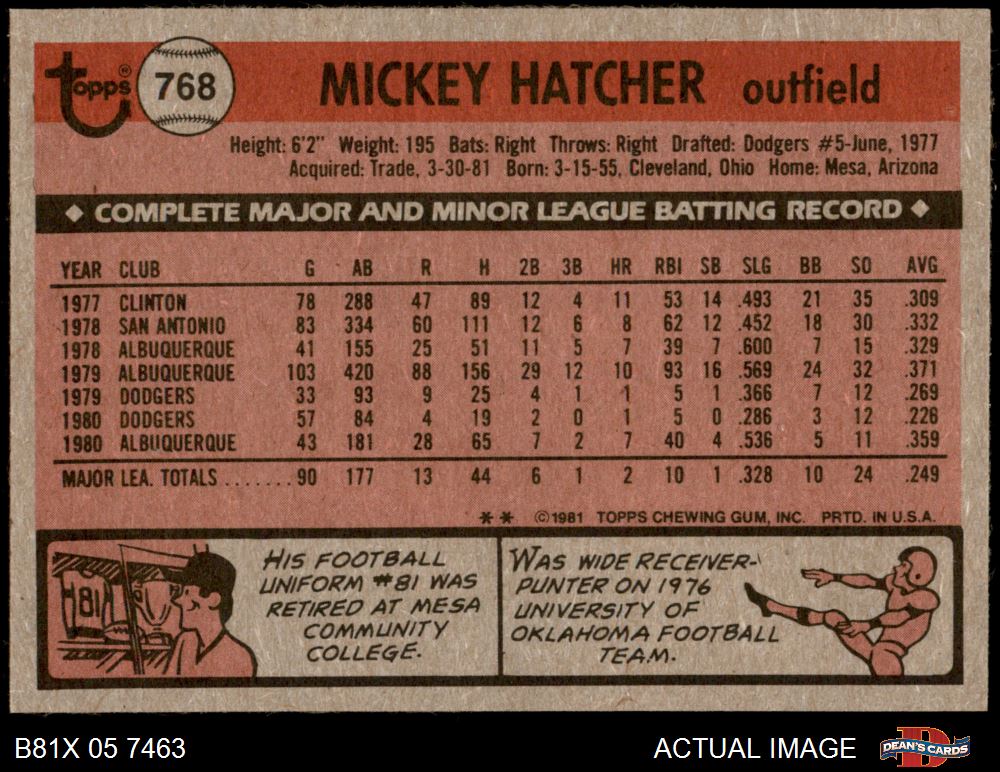 topps®
768
MICKEY HATCHER outfield
Height: 6'2" Weight: 195 Bats: Right Throws: Right Drafted: Dodgers #5-June, 1977
Acquired: Trade, 3-30-81 Born: 3-15-55, Cleveland, Ohio Home: Mesa, Arizona
◆ COMPLETE MAJOR AND MINOR LEAGUE BATTING RECORD ◆
YEAR CLUB G AB R H 2B 3B HR RBI SB SLG BB SO AVG
1977 CLINTON 78 288 47 89 12 4 11 53 14 .493 21 35 .309
1978 SAN ANTONIO 83 334 60 111 12 6 8 62 12 .452 18 30 .332
1978 ALBUQUERQUE 41 155 25 51 11 5 7 39 7 .600 7 15 .329
1979 ALBUQUERQUE 103 420 88 156 29 12 10 93 16 .569 24 32 .371
1979 DODGERS 33 93 9 25 4 1 1 5 1 .366 7 12 .269
1980 DODGERS 57 84 4 19 2 0 1 5 0 .286 3 12 .226
1980 ALBUQUERQUE 43 181 28 65 7 2 7 40 4 .536 5 11 .359
MAJOR LEA. TOTALS .......90 177 13 44 6 1 2 10 1 .328 10 24 .249
** ©1981 TOPPS CHEWING GUM, INC. PRTD. IN U.S.A.
81
HIS FOOTBALL
UNIFORM #81 WAS
RETIRED AT MESA
COMMUNITY
COLLEGE.
WAS WIDE RECEIVER-
PUNTER ON 1976
UNIVERSITY OF
OKLAHOMA FOOTBALL
TEAM.
B81X 05 7463
ACTUAL IMAGE
DEAN'S CARDS